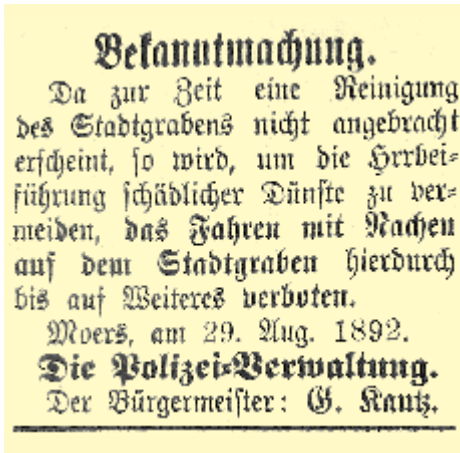 Bekanntmachung.
Da zur Zeit eine Reinigung
des Stadtgrabens nicht angebracht
erscheint, so wird, um die Hrrbei-
führung schädlicher Dünste zu ver-
meiden, das Fahren mit Nachen
auf dem Stadtgraben hierdurch
bis auf Weiteres verboten.
Moers, am 29. Aug. 1892.
Die Polizei-Verwaltung.
Der Bürgermeister: G. Kautz.